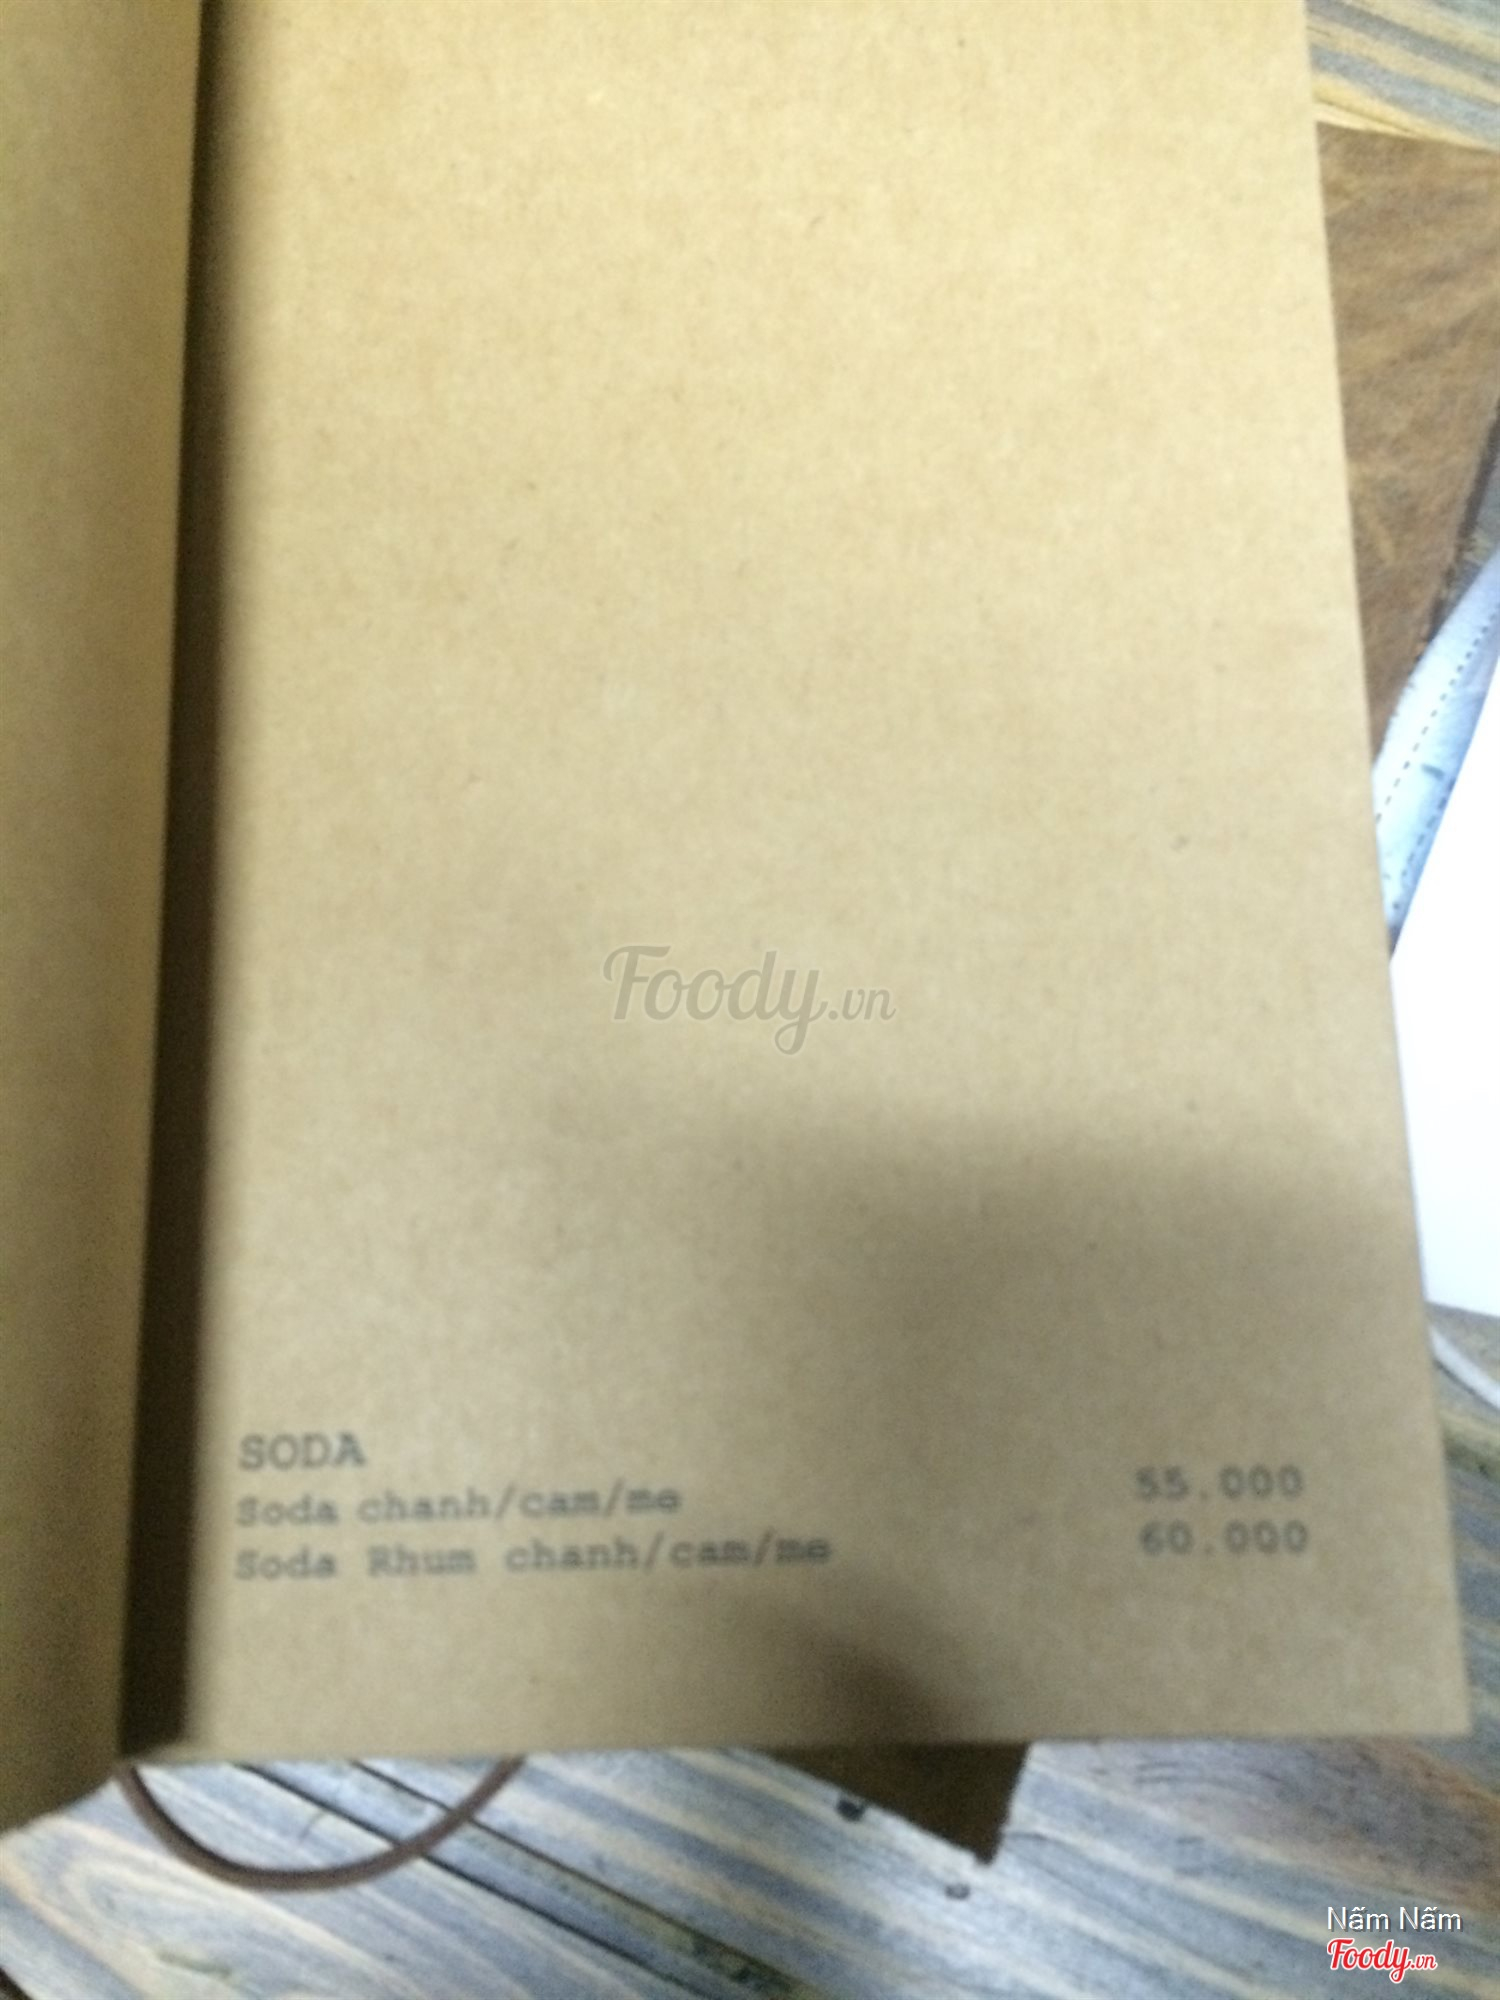 Foody.vn
SODA
Soda chanh/cam/me 55.000
Soda Rhum chanh/cam/me 60.000
Nấm Nấm
Foody.vn